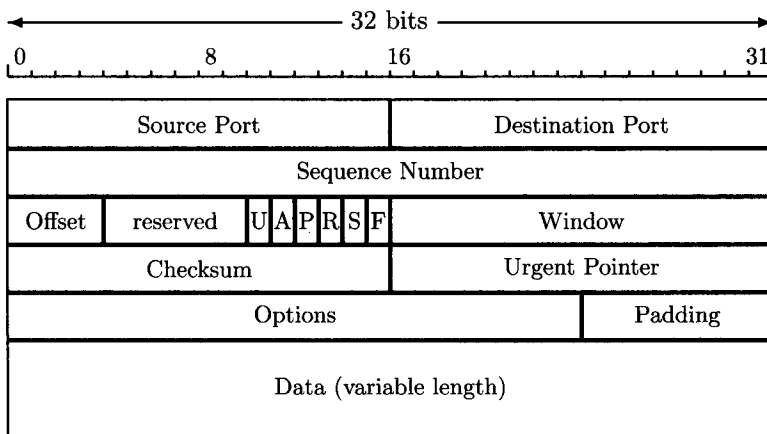 32 bits
0 8 16 31
Source Port Destination Port
Sequence Number
Offset reserved U A P R S F Window
Checksum Urgent Pointer
Options Padding
Data (variable length)